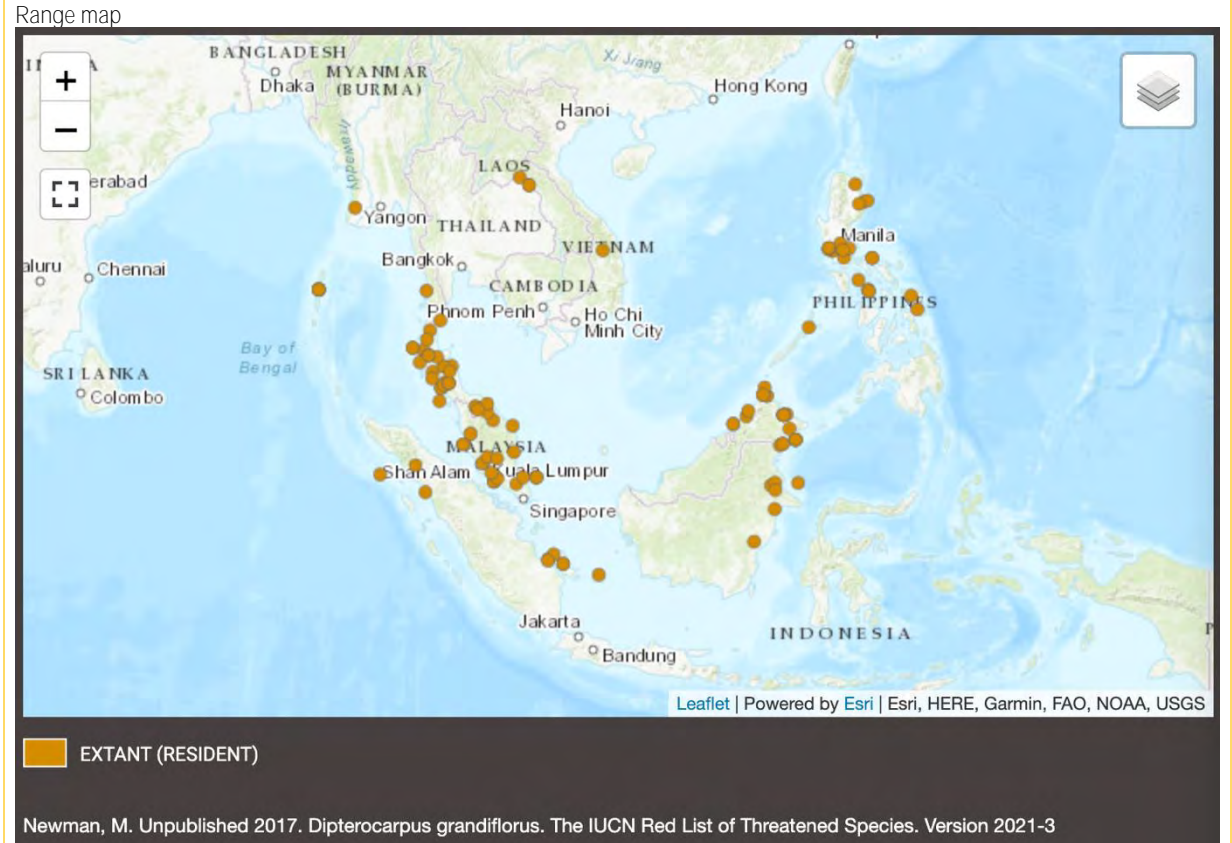 Range map
+
−
BANGLADESH
Dhaka
MYANMAR
(BURMA)
Xi Jiang
Hong Kong
Hanoi
Irrawaddy
LAOS
erabad
Yangon
THAILAND
VIETNAM
Manila
aluru
Chennai
Bangkok
CAMBODIA
PHILIPPINES
Phnom Penh
Ho Chi
Minh City
Bay of
Bengal
SRI LANKA
Colombo
MALAYSIA
Shah Alam
Kuala Lumpur
Singapore
Jakarta
INDONESIA
Bandung
P
Leaflet | Powered by Esri | Esri, HERE, Garmin, FAO, NOAA, USGS
EXTANT (RESIDENT)
Newman, M. Unpublished 2017. Dipterocarpus grandiflorus. The IUCN Red List of Threatened Species. Version 2021-3